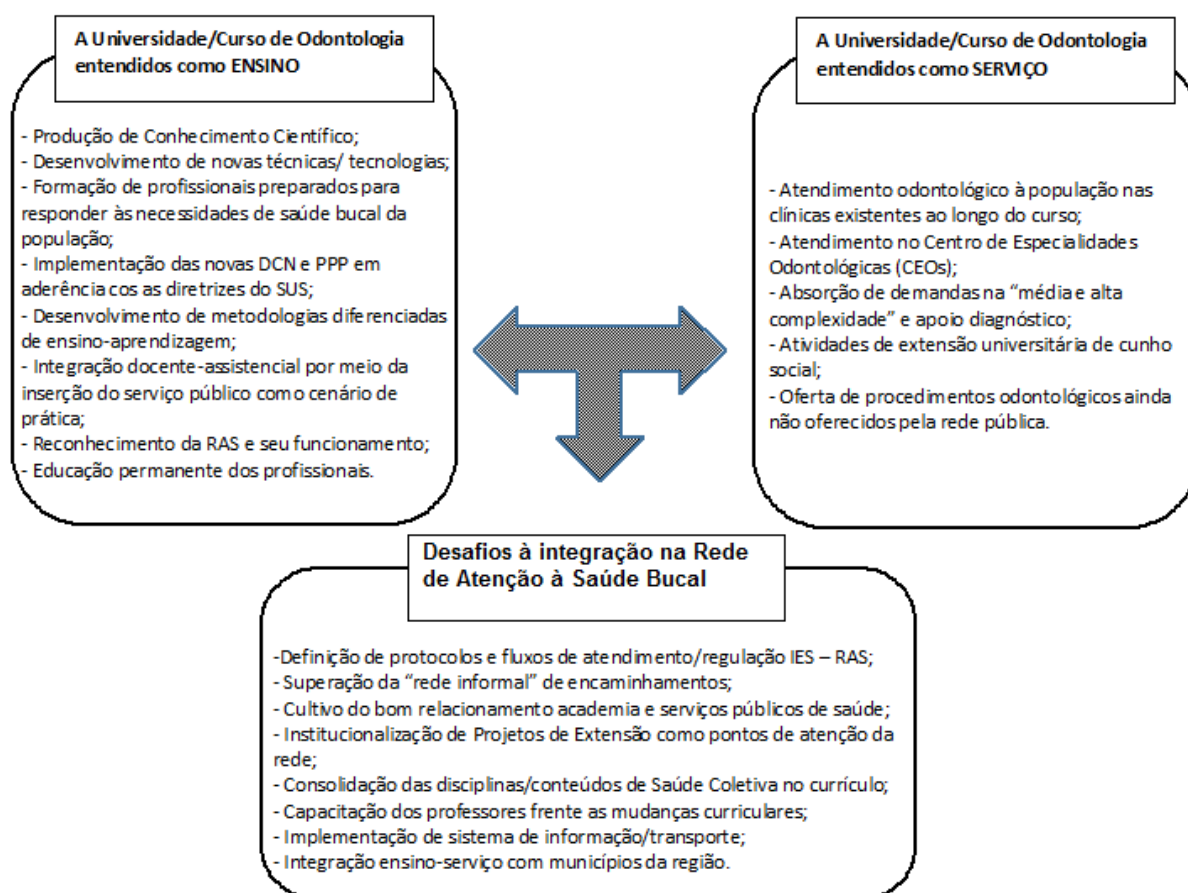 A Universidade/Curso de Odontologia
entendidos como ENSINO
- Produção de Conhecimento Científico;
- Desenvolvimento de novas técnicas/ tecnologias;
- Formação de profissionais preparados para
responder às necessidades de saúde bucal da
população;
- Implementação das novas DCN e PPP em
aderência cos as diretrizes do SUS;
- Desenvolvimento de metodologias diferenciadas
de ensino-aprendizagem;
- Integração docente-assistencial por meio da
inserção do serviço público como cenário de
prática;
- Reconhecimento da RAS e seu funcionamento;
- Educação permanente dos profissionais.
A Universidade/Curso de Odontologia
entendidos como SERVIÇO
- Atendimento odontológico à população nas
clínicas existentes ao longo do curso;
- Atendimento no Centro de Especialidades
Odontológicas (CEOs);
- Absorção de demandas na “média e alta
complexidade” e apoio diagnóstico;
- Atividades de extensão universitária de cunho
social;
- Oferta de procedimentos odontológicos ainda
não oferecidos pela rede pública.
Desafios à integração na Rede
de Atenção à Saúde Bucal
-Definição de protocolos e fluxos de atendimento/regulação IES – RAS;
- Superação da “rede informal” de encaminhamentos;
- Cultivo do bom relacionamento academia e serviços públicos de saúde;
- Institucionalização de Projetos de Extensão como pontos de atenção da
rede;
- Consolidação das disciplinas/conteúdos de Saúde Coletiva no currículo;
- Capacitação dos professores frente as mudanças curriculares;
- Implementação de sistema de informação/transporte;
- Integração ensino-serviço com municípios da região.